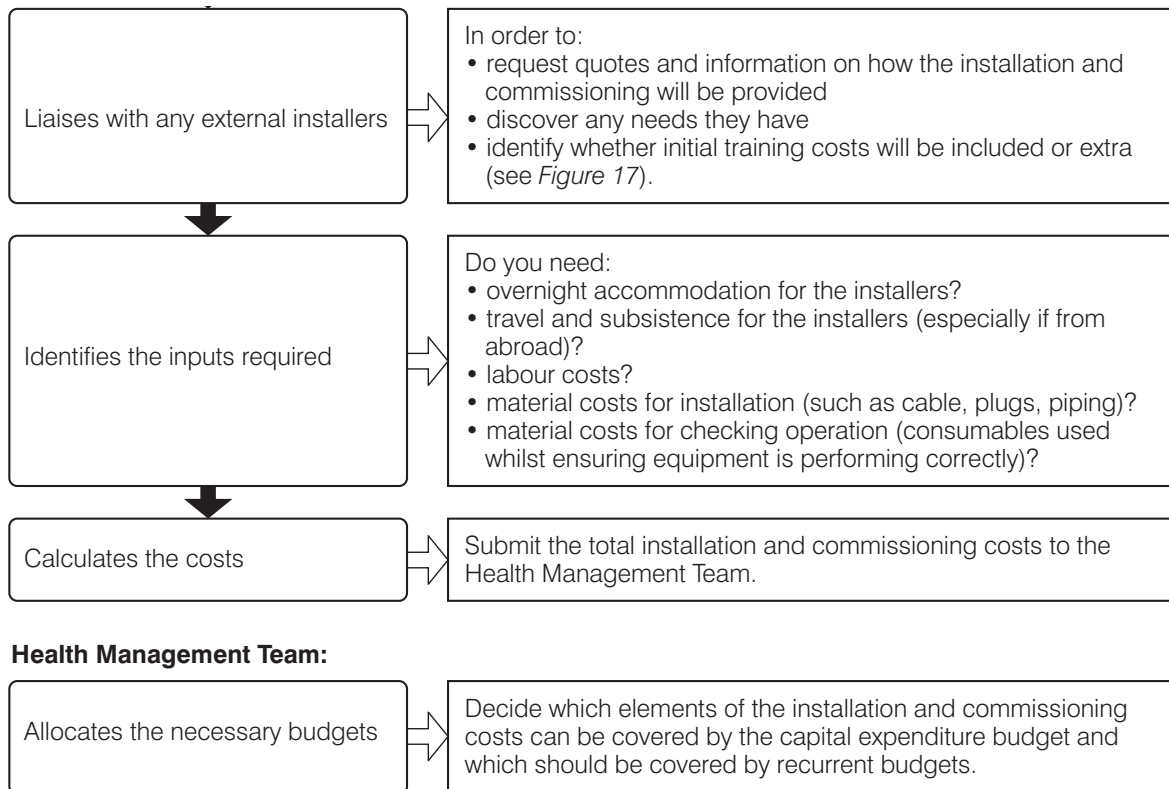 Liaises with any external installers
In order to:
• request quotes and information on how the installation and
commissioning will be provided
• discover any needs they have
• identify whether initial training costs will be included or extra
(see Figure 17).
Identifies the inputs required
Do you need:
• overnight accommodation for the installers?
• travel and subsistence for the installers (especially if from
abroad)?
• labour costs?
• material costs for installation (such as cable, plugs, piping)?
• material costs for checking operation (consumables used
whilst ensuring equipment is performing correctly)?
Calculates the costs
Submit the total installation and commissioning costs to the
Health Management Team.
Health Management Team:
Allocates the necessary budgets
Decide which elements of the installation and commissioning
costs can be covered by the capital expenditure budget and
which should be covered by recurrent budgets.